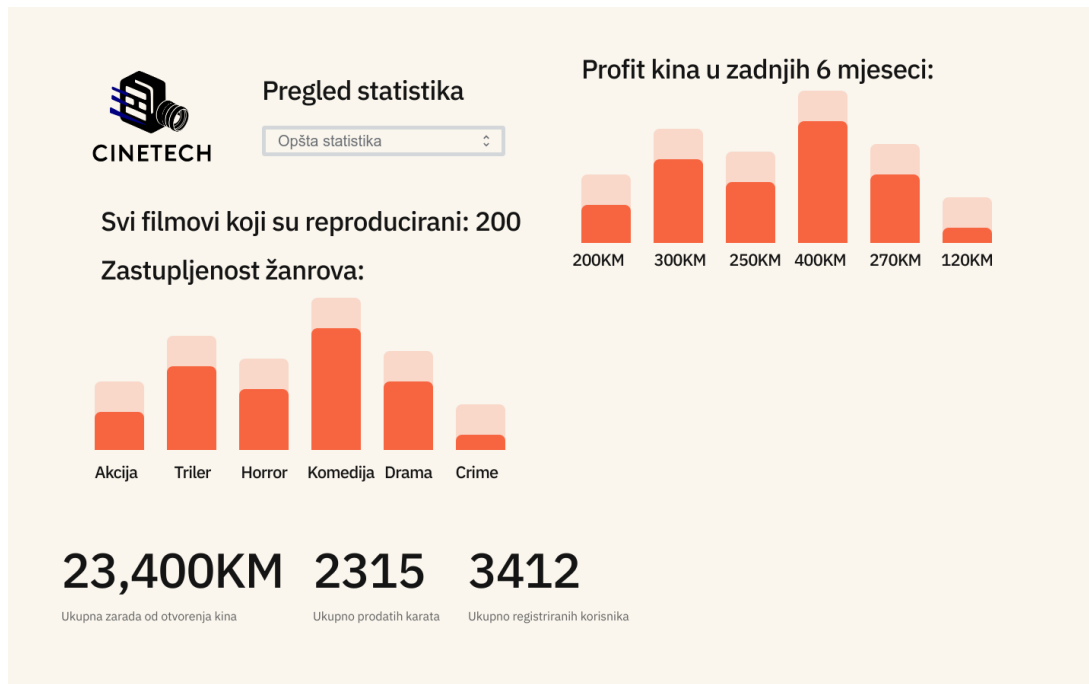 CINETECH
Pregled statistika
Opšta statistika
Svi filmovi koji su reproducirani: 200
Zastupljenost žanrova:
Akcija Triler Horror Komedija Drama Crime
Profit kina u zadnjih 6 mjeseci:
200KM 300KM 250KM 400KM 270KM 120KM
23,400KM 2315 3412
Ukupna zarada od otvorenja kina Ukupno prodatih karata Ukupno registriranih korisnika